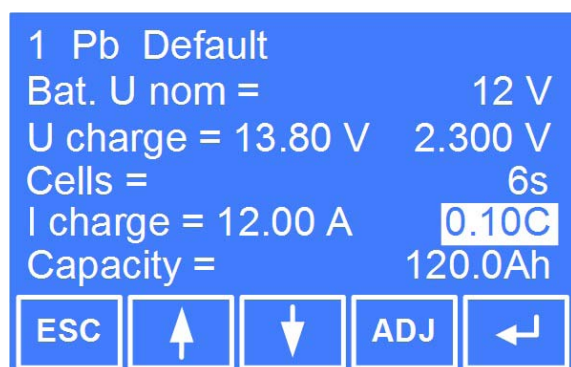 1 Pb Default
Bat. U nom = 12 V
U charge = 13.80 V 2.300 V
Cells = 6s
I charge = 12.00 A 0.10C
Capacity = 120.0Ah
ESC ADJ